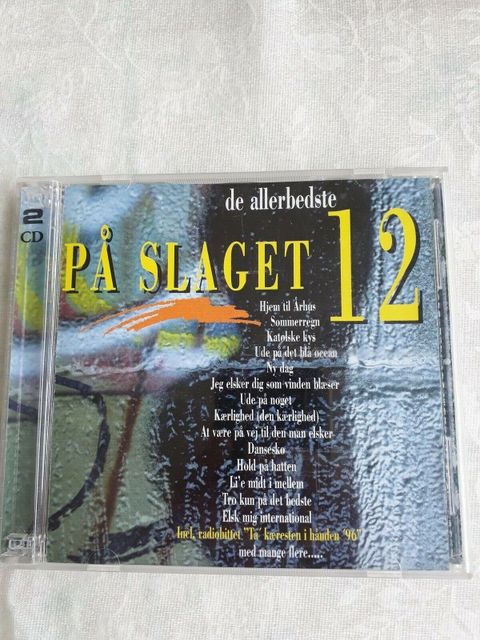 2
CD
de allerbedste
PÅ SLAGET 12
Hjem til Århus
Sommerregn
Katolske kys
Ude på det blå ocean
Ny dag
Jeg elsker dig som vinden blæser
Ude på noget
Kærlighed (den kærlighed)
At være på vej til den man elsker
Dansesko
Hold på hatten
Li'e midt i mellem
Tro kun på det bedste
Elsk mig international
Incl. radiohittet "Ta' kæresten i hånden '96"
med mange flere.....